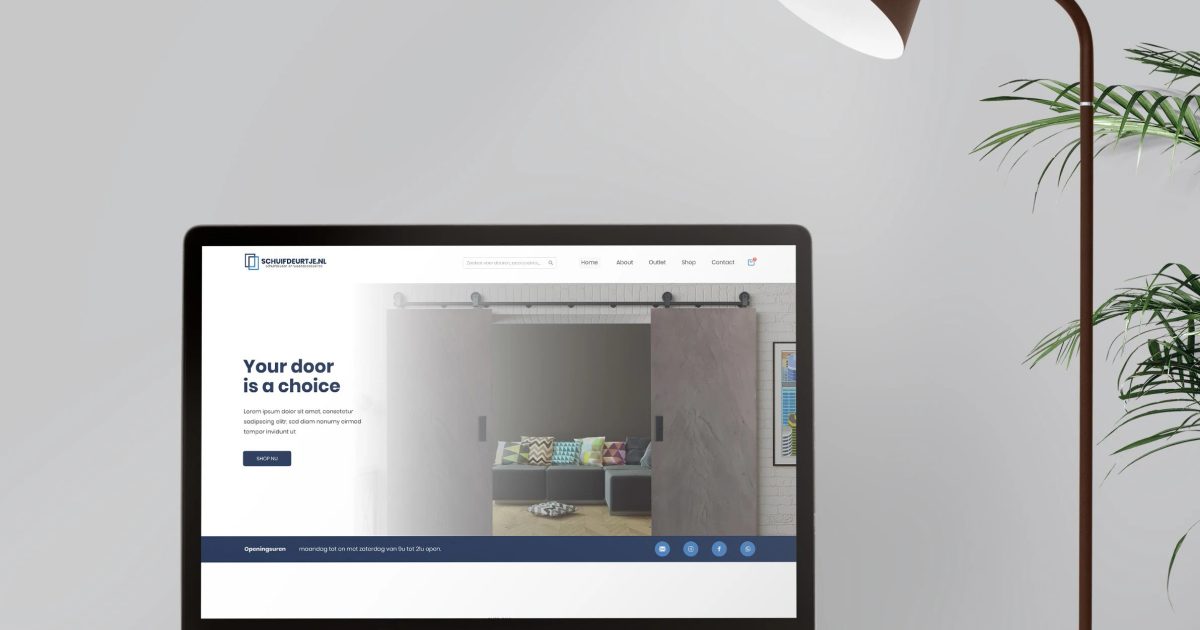 SCHUIFDEURTJE.NL
Home
About
Outlet
Shop
Contact
Your door
is a choice
Lorem ipsum dolor sit amet, consetetur
sadipscing elitr, sed diam nonumy eirmod
tempor invidunt ut
SHOP NU
Openingsuren
maandag tot en met zaterdag van 9u tot 21u open.